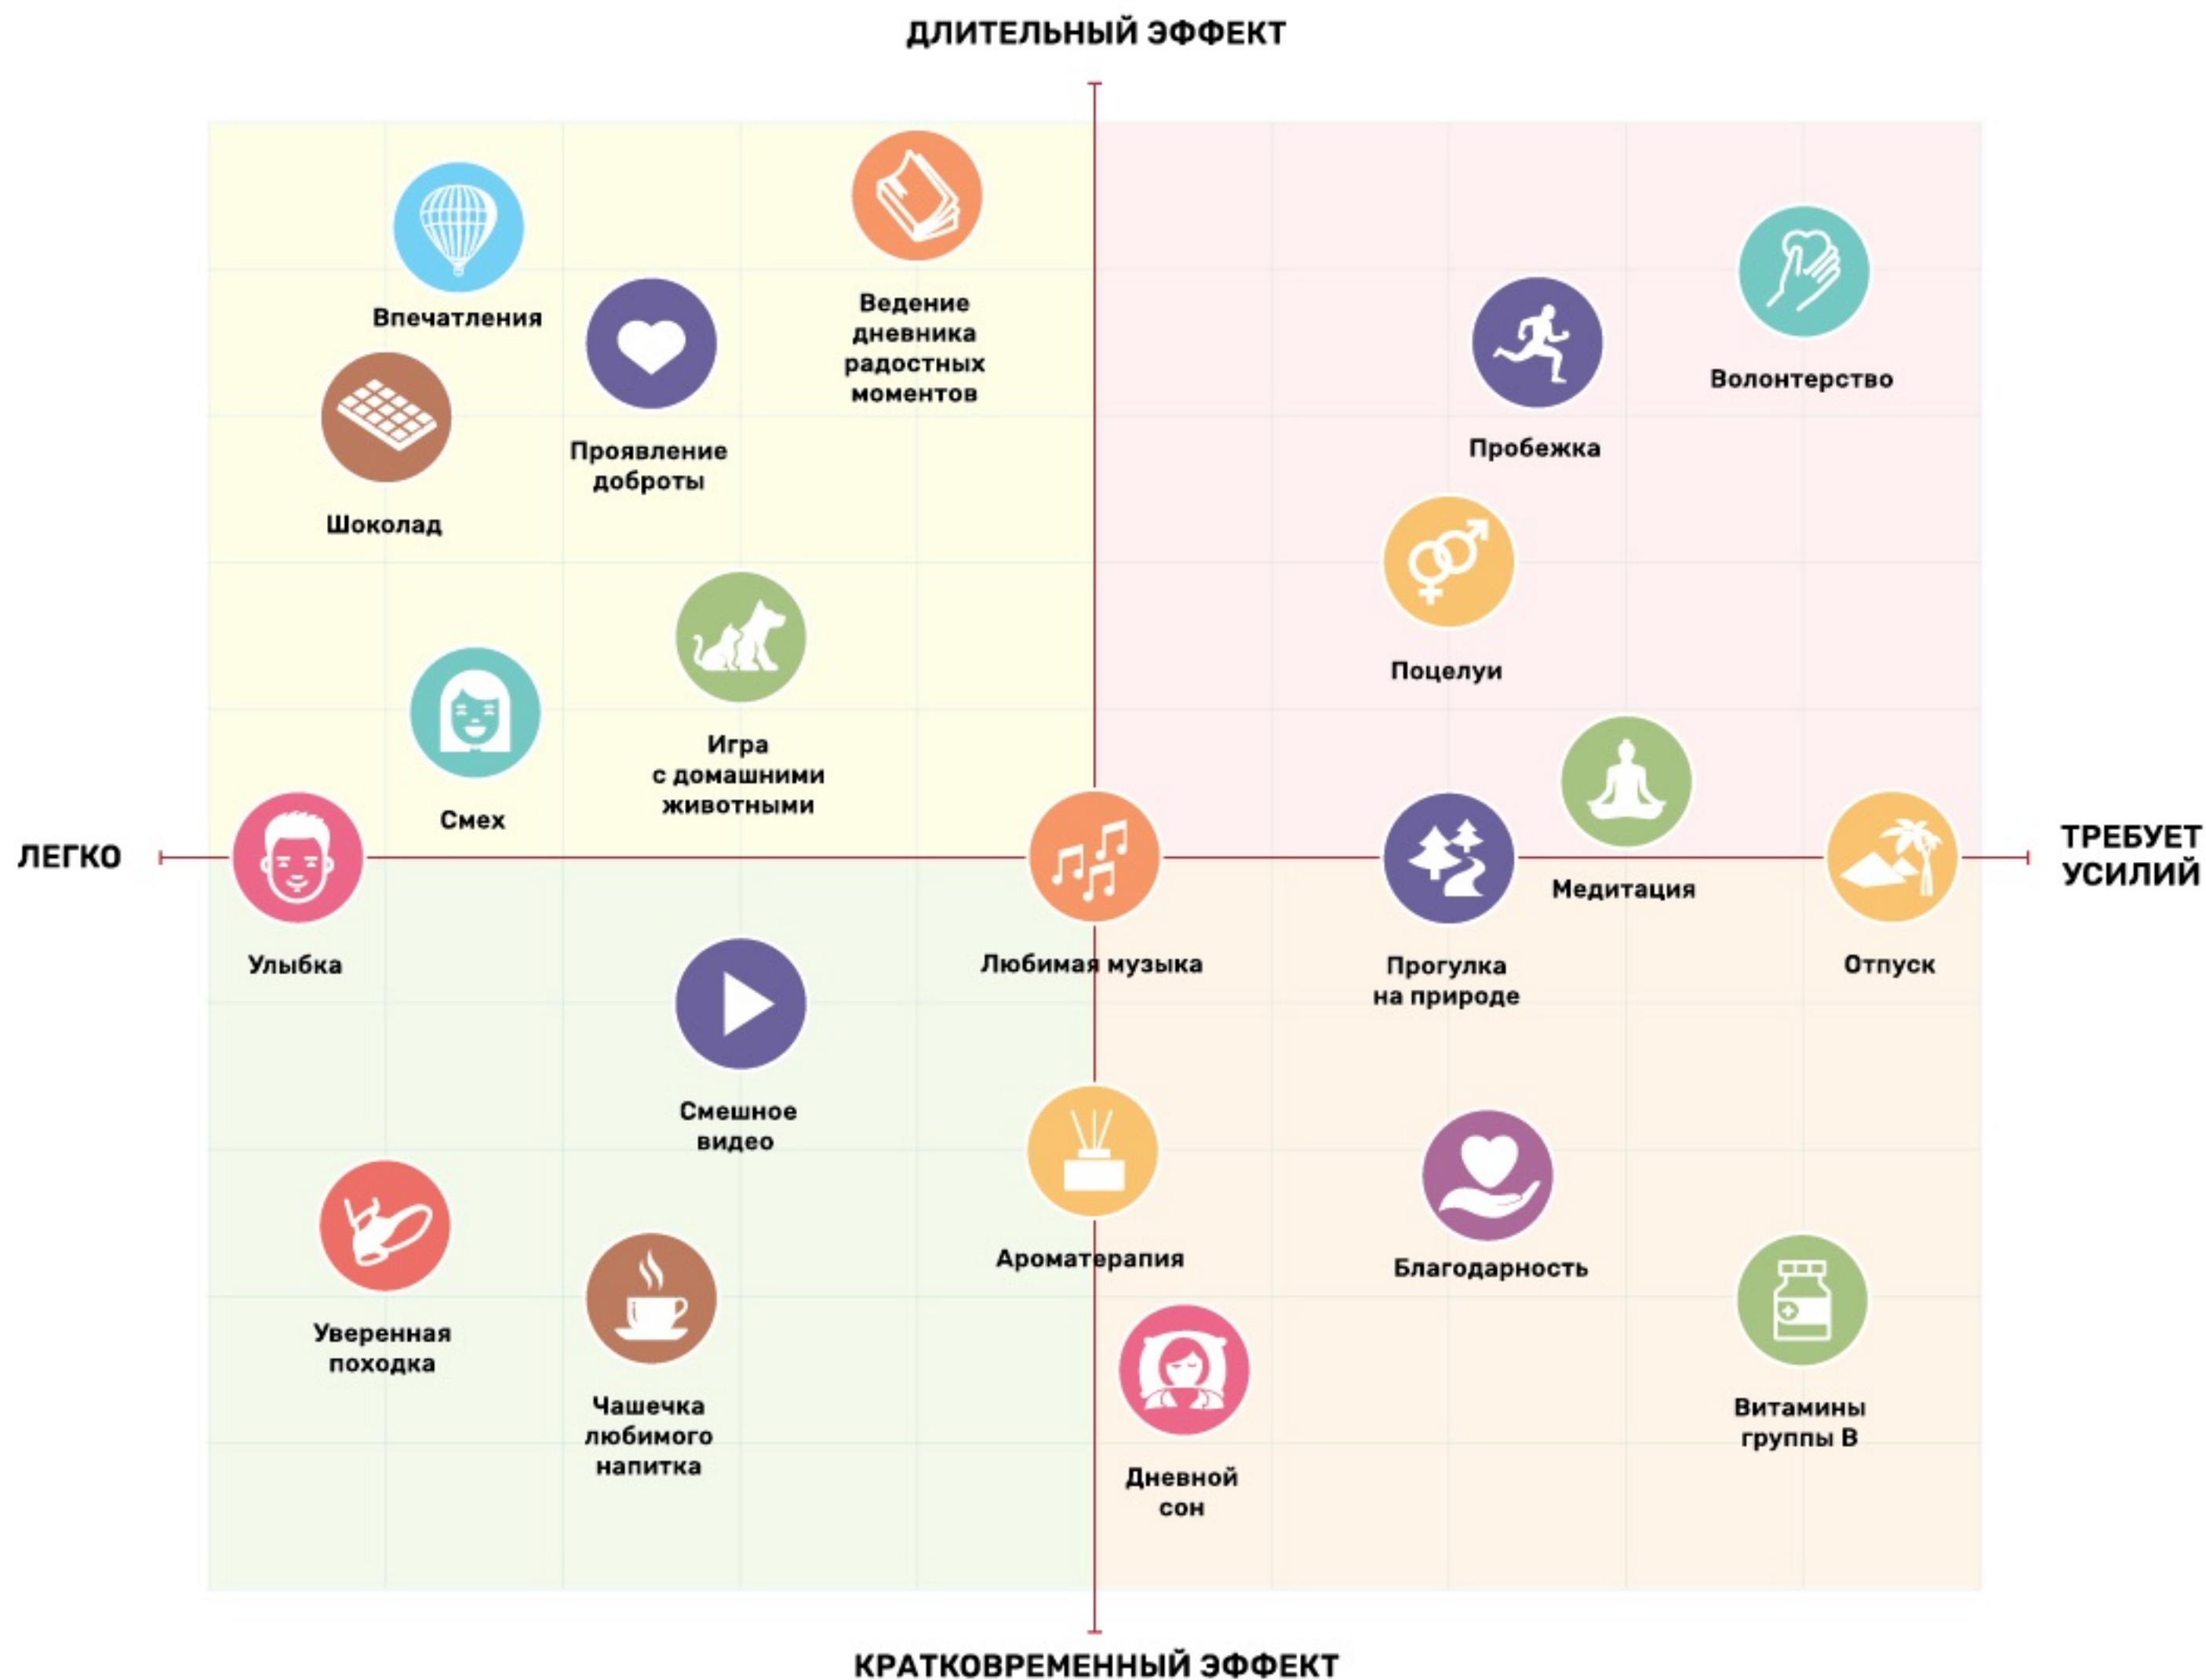 ДЛИТЕЛЬНЫЙ ЭФФЕКТ
Впечатления
Ведение
дневника
радостных
моментов
Проявление
доброты
Шоколад
Волонтерство
Пробежка
Поцелуи
Игра
с домашними
животными
Смех
ЛЕГКО
ТРЕБУЕТ
УСИЛИЙ
Улыбка
Любимая музыка
Прогулка
на природе
Медитация
Отпуск
Смешное
видео
Ароматерапия
Благодарность
Уверенная
походка
Чашечка
любимого
напитка
Дневной
сон
Витамины
группы В
КРАТКОВРЕМЕННЫЙ ЭФФЕКТ